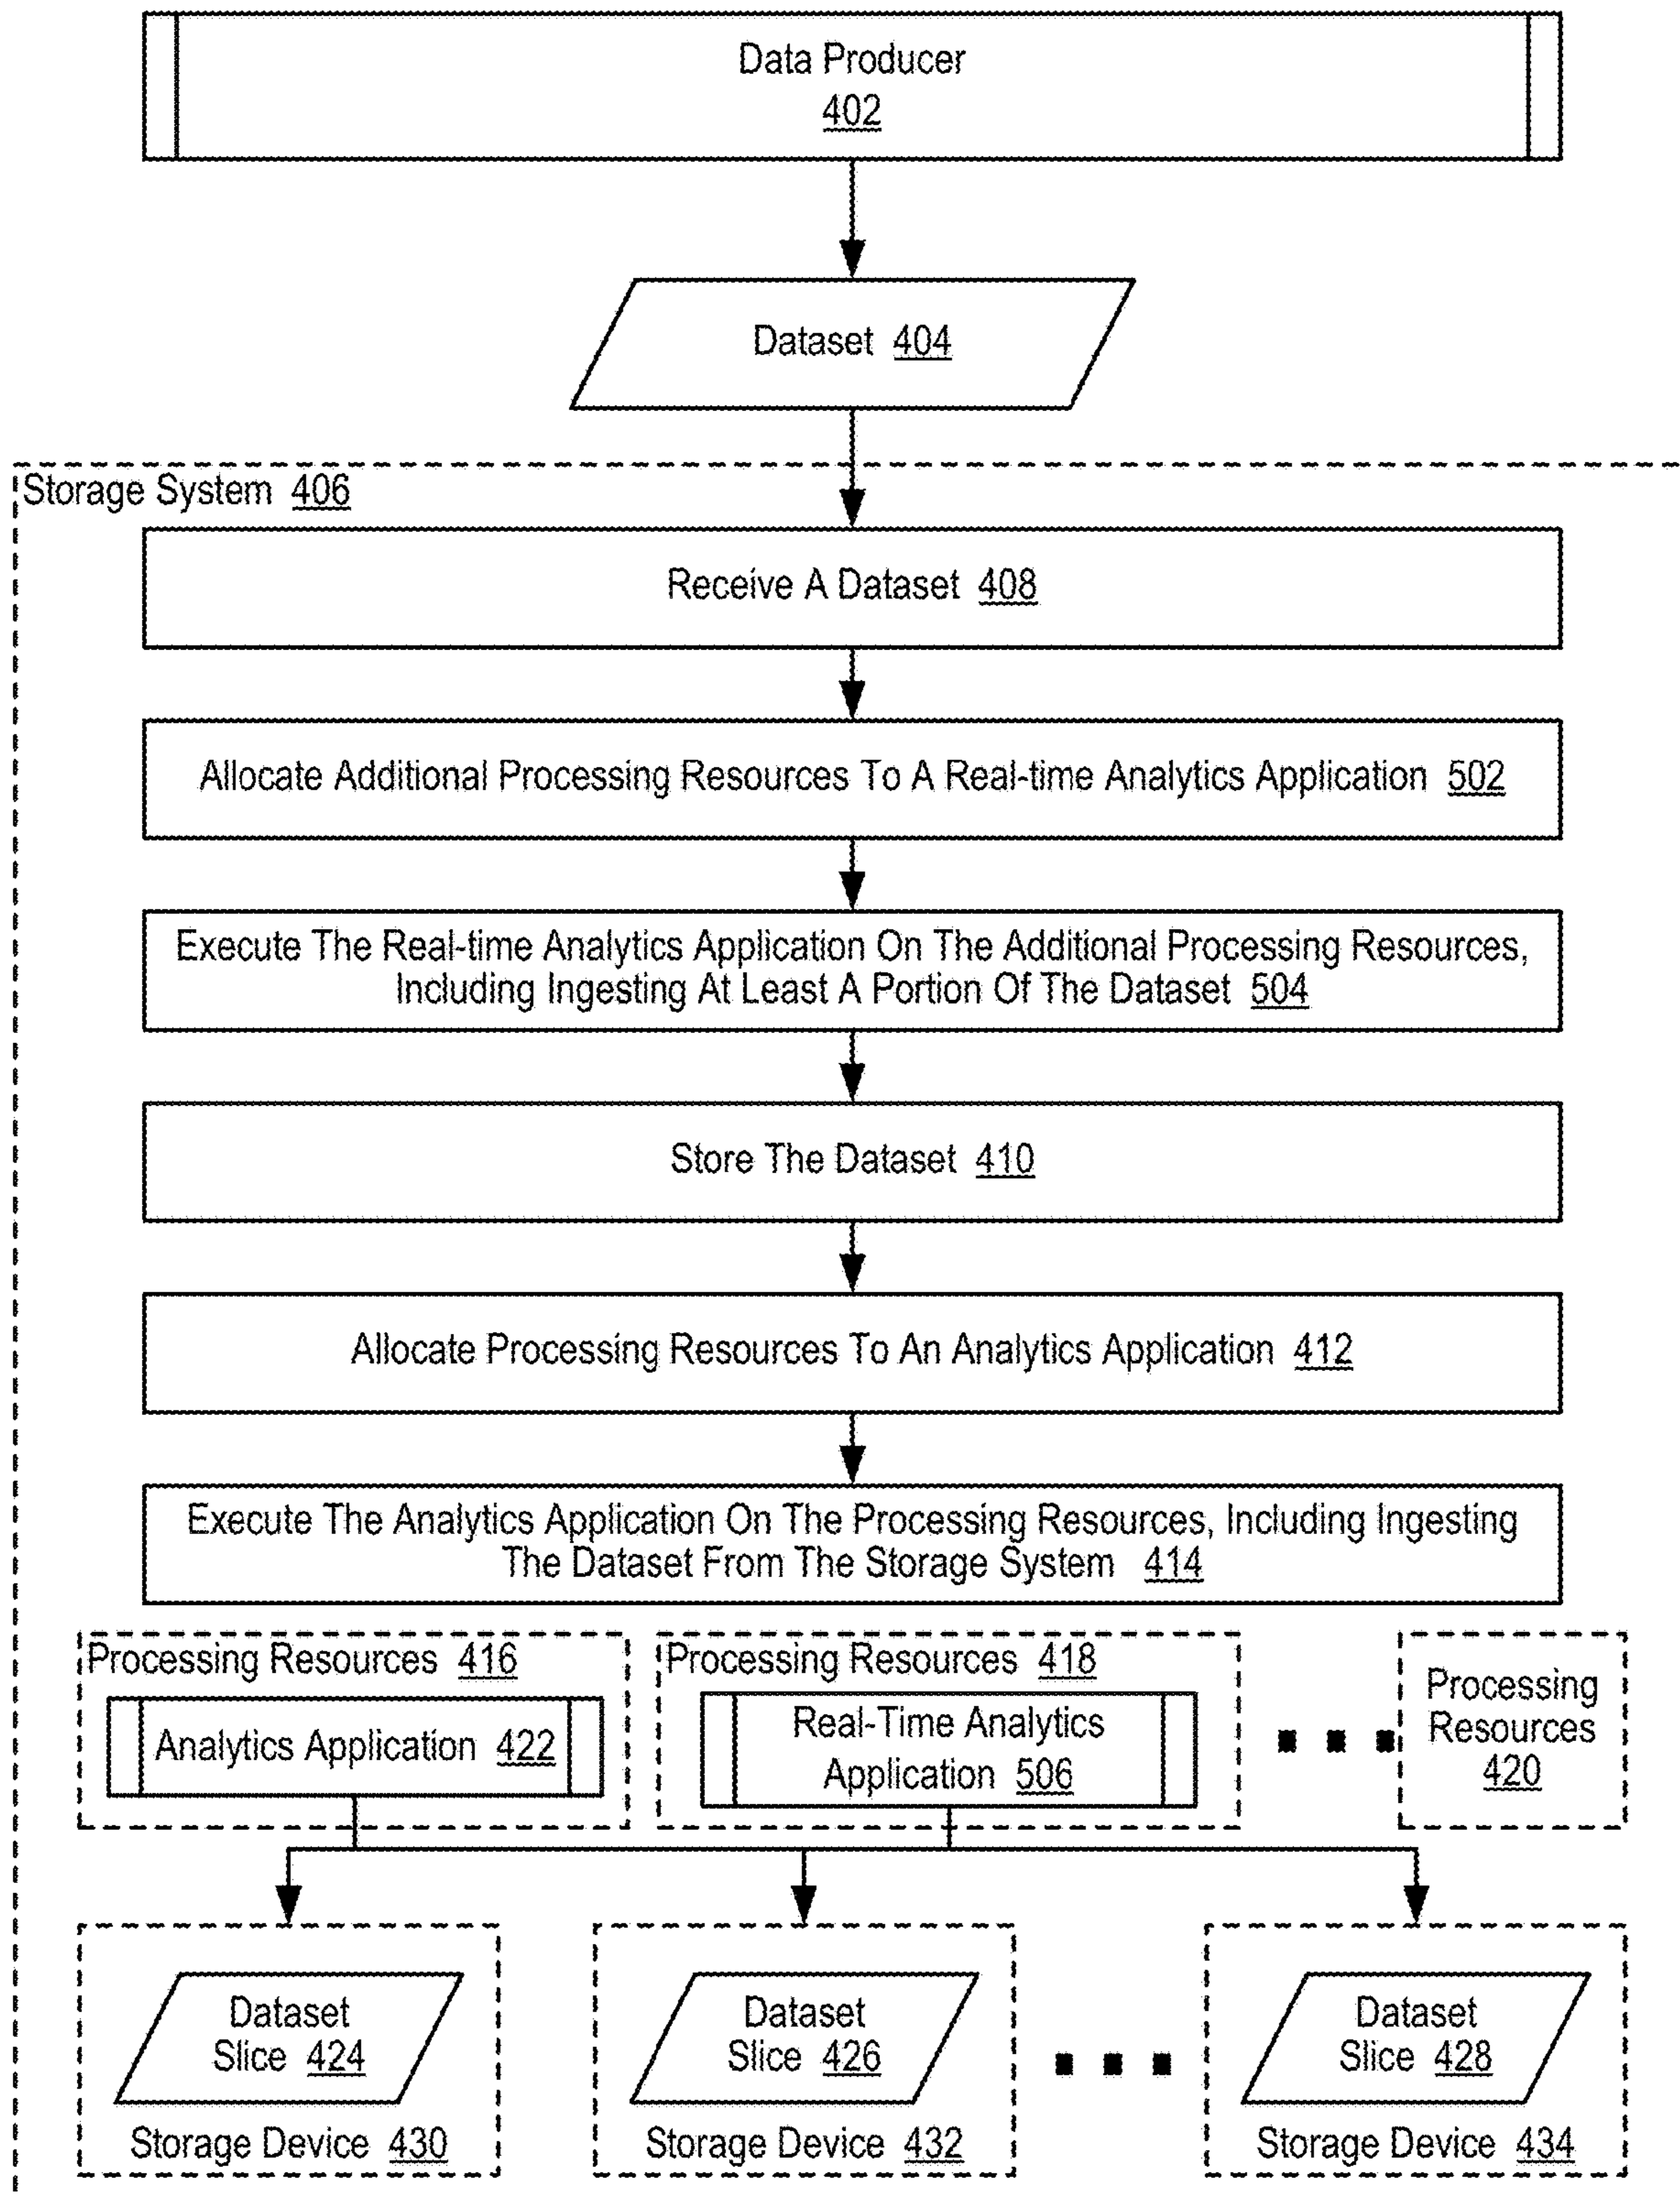 Data Producer
402
Dataset 404
Storage System 406
Receive A Dataset 408
Allocate Additional Processing Resources To A Real-time Analytics Application 502
Execute The Real-time Analytics Application On The Additional Processing Resources,
Including Ingesting At Least A Portion Of The Dataset 504
Store The Dataset 410
Allocate Processing Resources To An Analytics Application 412
Execute The Analytics Application On The Processing Resources, Including Ingesting
The Dataset From The Storage System 414
Processing Resources 416
Analytics Application 422
Processing Resources 418
Real-Time Analytics
Application 506
Processing
Resources
420
Dataset
Slice 424
Storage Device 430
Dataset
Slice 426
Storage Device 432
Dataset
Slice 428
Storage Device 434